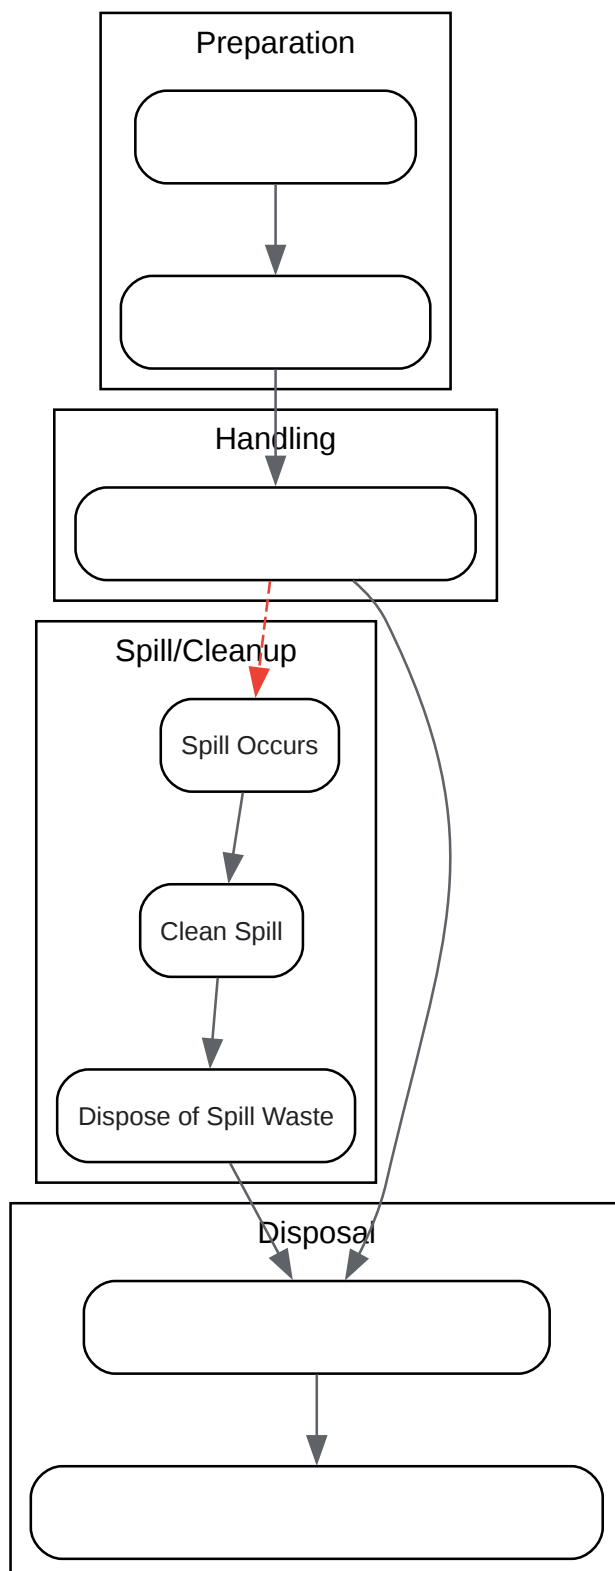 Preparation
Handling
Spill/Cleanup
Spill Occurs
Clean Spill
Dispose of Spill Waste
Disposal